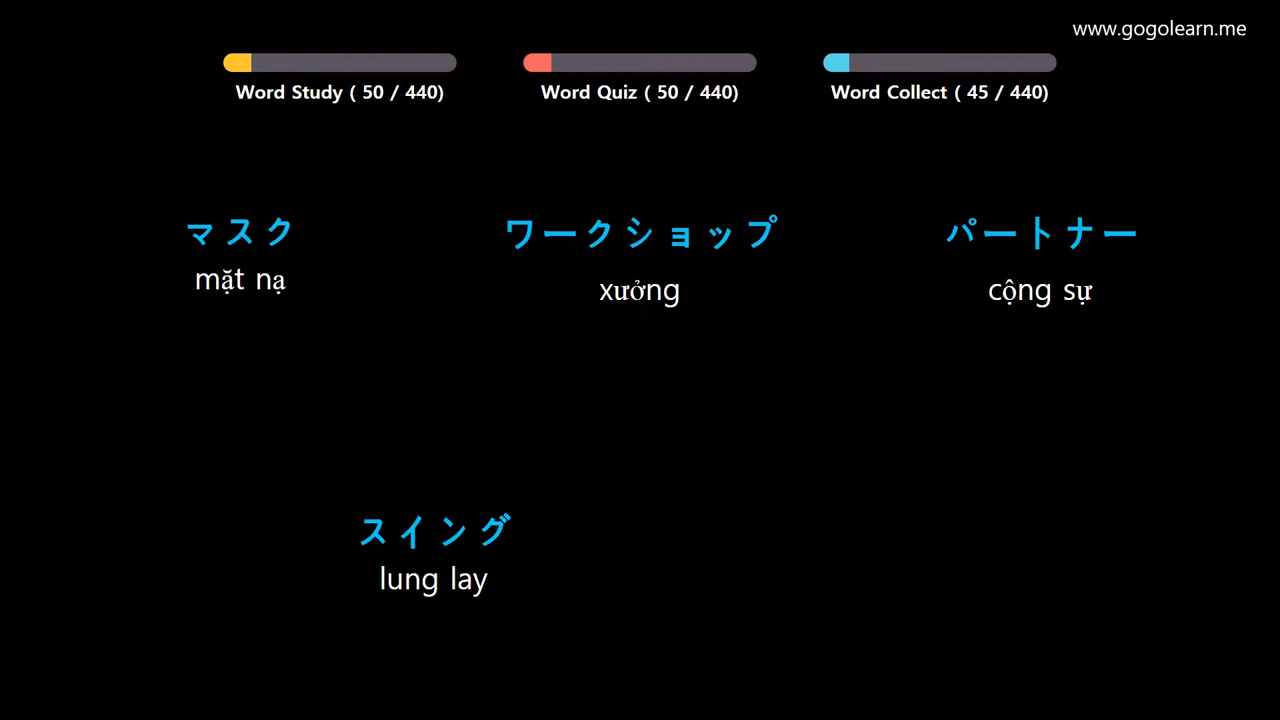 www.gogolearn.me
Word Study ( 50 / 440)
Word Quiz ( 50 / 440)
Word Collect ( 45 / 440)
マスク
mặt nạ
ワークショップ
xưởng
パートナー
cộng sự
スイング
lung lay